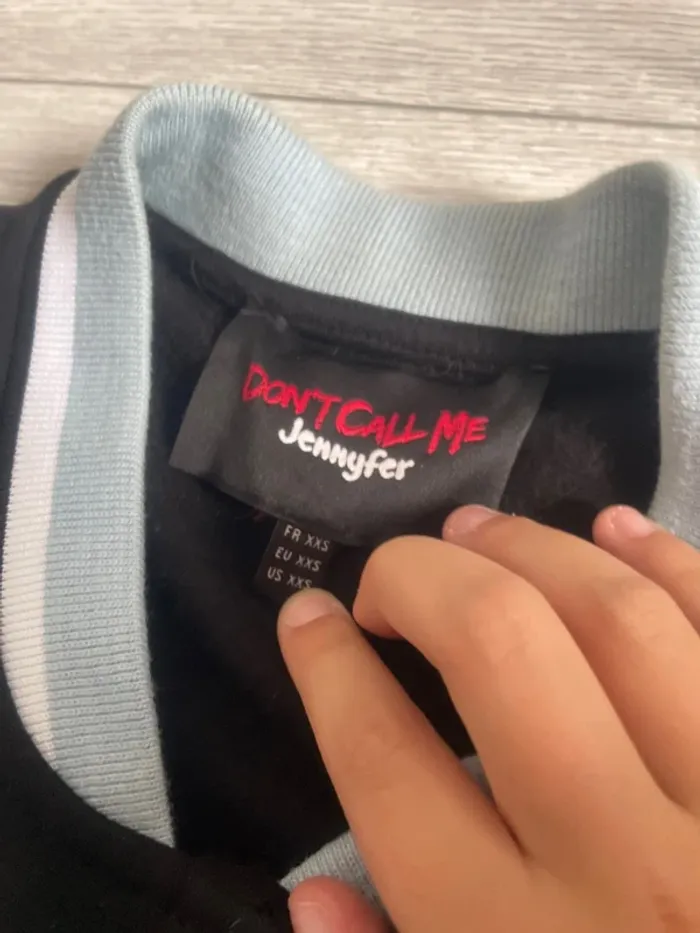 DON'T CALL ME
Jennyfer
FR XXS
EU XXS
US XXS